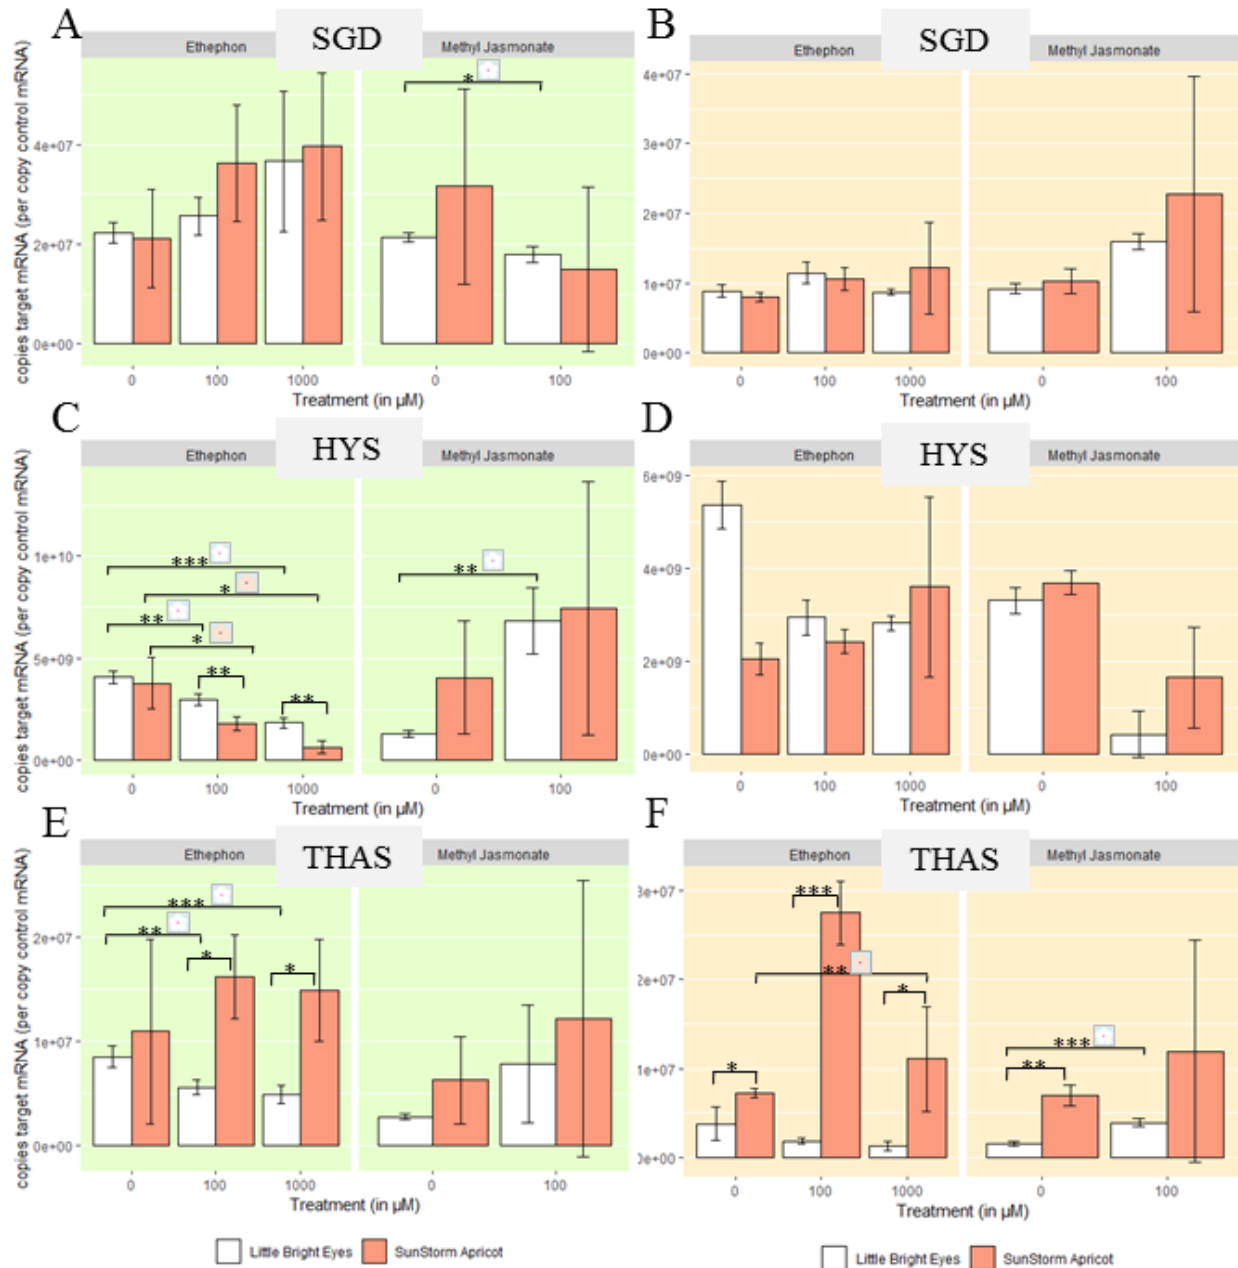 A
SGD
Ethephon
Methyl Jasmonate
*
copies target mRNA (per copy control mRNA)
4e+07
2e+07
0e+00
0
100
1000
0
100
Treatment (in µM)
B
SGD
Ethephon
Methyl Jasmonate
4e+07
3e+07
2e+07
1e+07
0e+00
0
100
1000
0
100
Treatment (in µM)
C
HYS
Ethephon
Methyl Jasmonate
***
*
**
*
**
**
**
copies target mRNA (per copy control mRNA)
1e+10
5e+09
0e+00
0
100
1000
0
100
Treatment (in µM)
D
HYS
Ethephon
Methyl Jasmonate
6e+09
4e+09
2e+09
0e+00
0
100
1000
0
100
Treatment (in µM)
E
THAS
Ethephon
Methyl Jasmonate
***
**
*
*
copies target mRNA (per copy control mRNA)
2e+07
1e+07
0e+00
0
100
1000
0
100
Treatment (in µM)
F
THAS
Ethephon
Methyl Jasmonate
***
**
*
*
***
**
3e+07
2e+07
1e+07
0e+00
0
100
1000
0
100
Treatment (in µM)
Little Bright Eyes
SunStorm Apricot
Little Bright Eyes
SunStorm Apricot